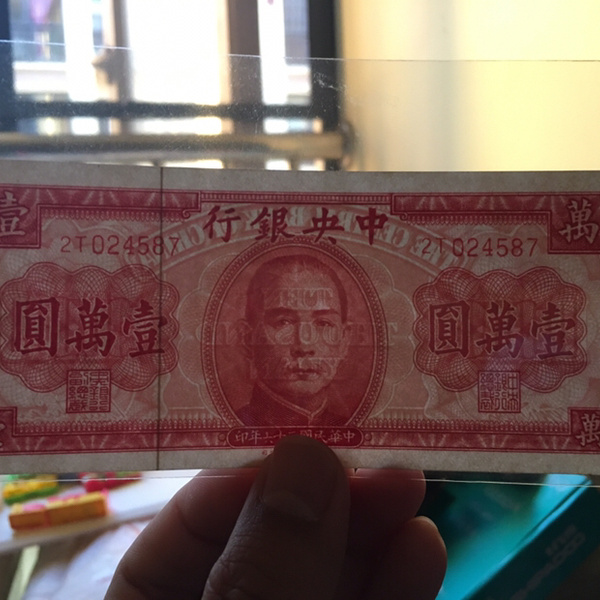 壹
萬
中央銀行
2T024587
2T024587
壹萬圓
壹萬圓
中華民國三十六年印
萬